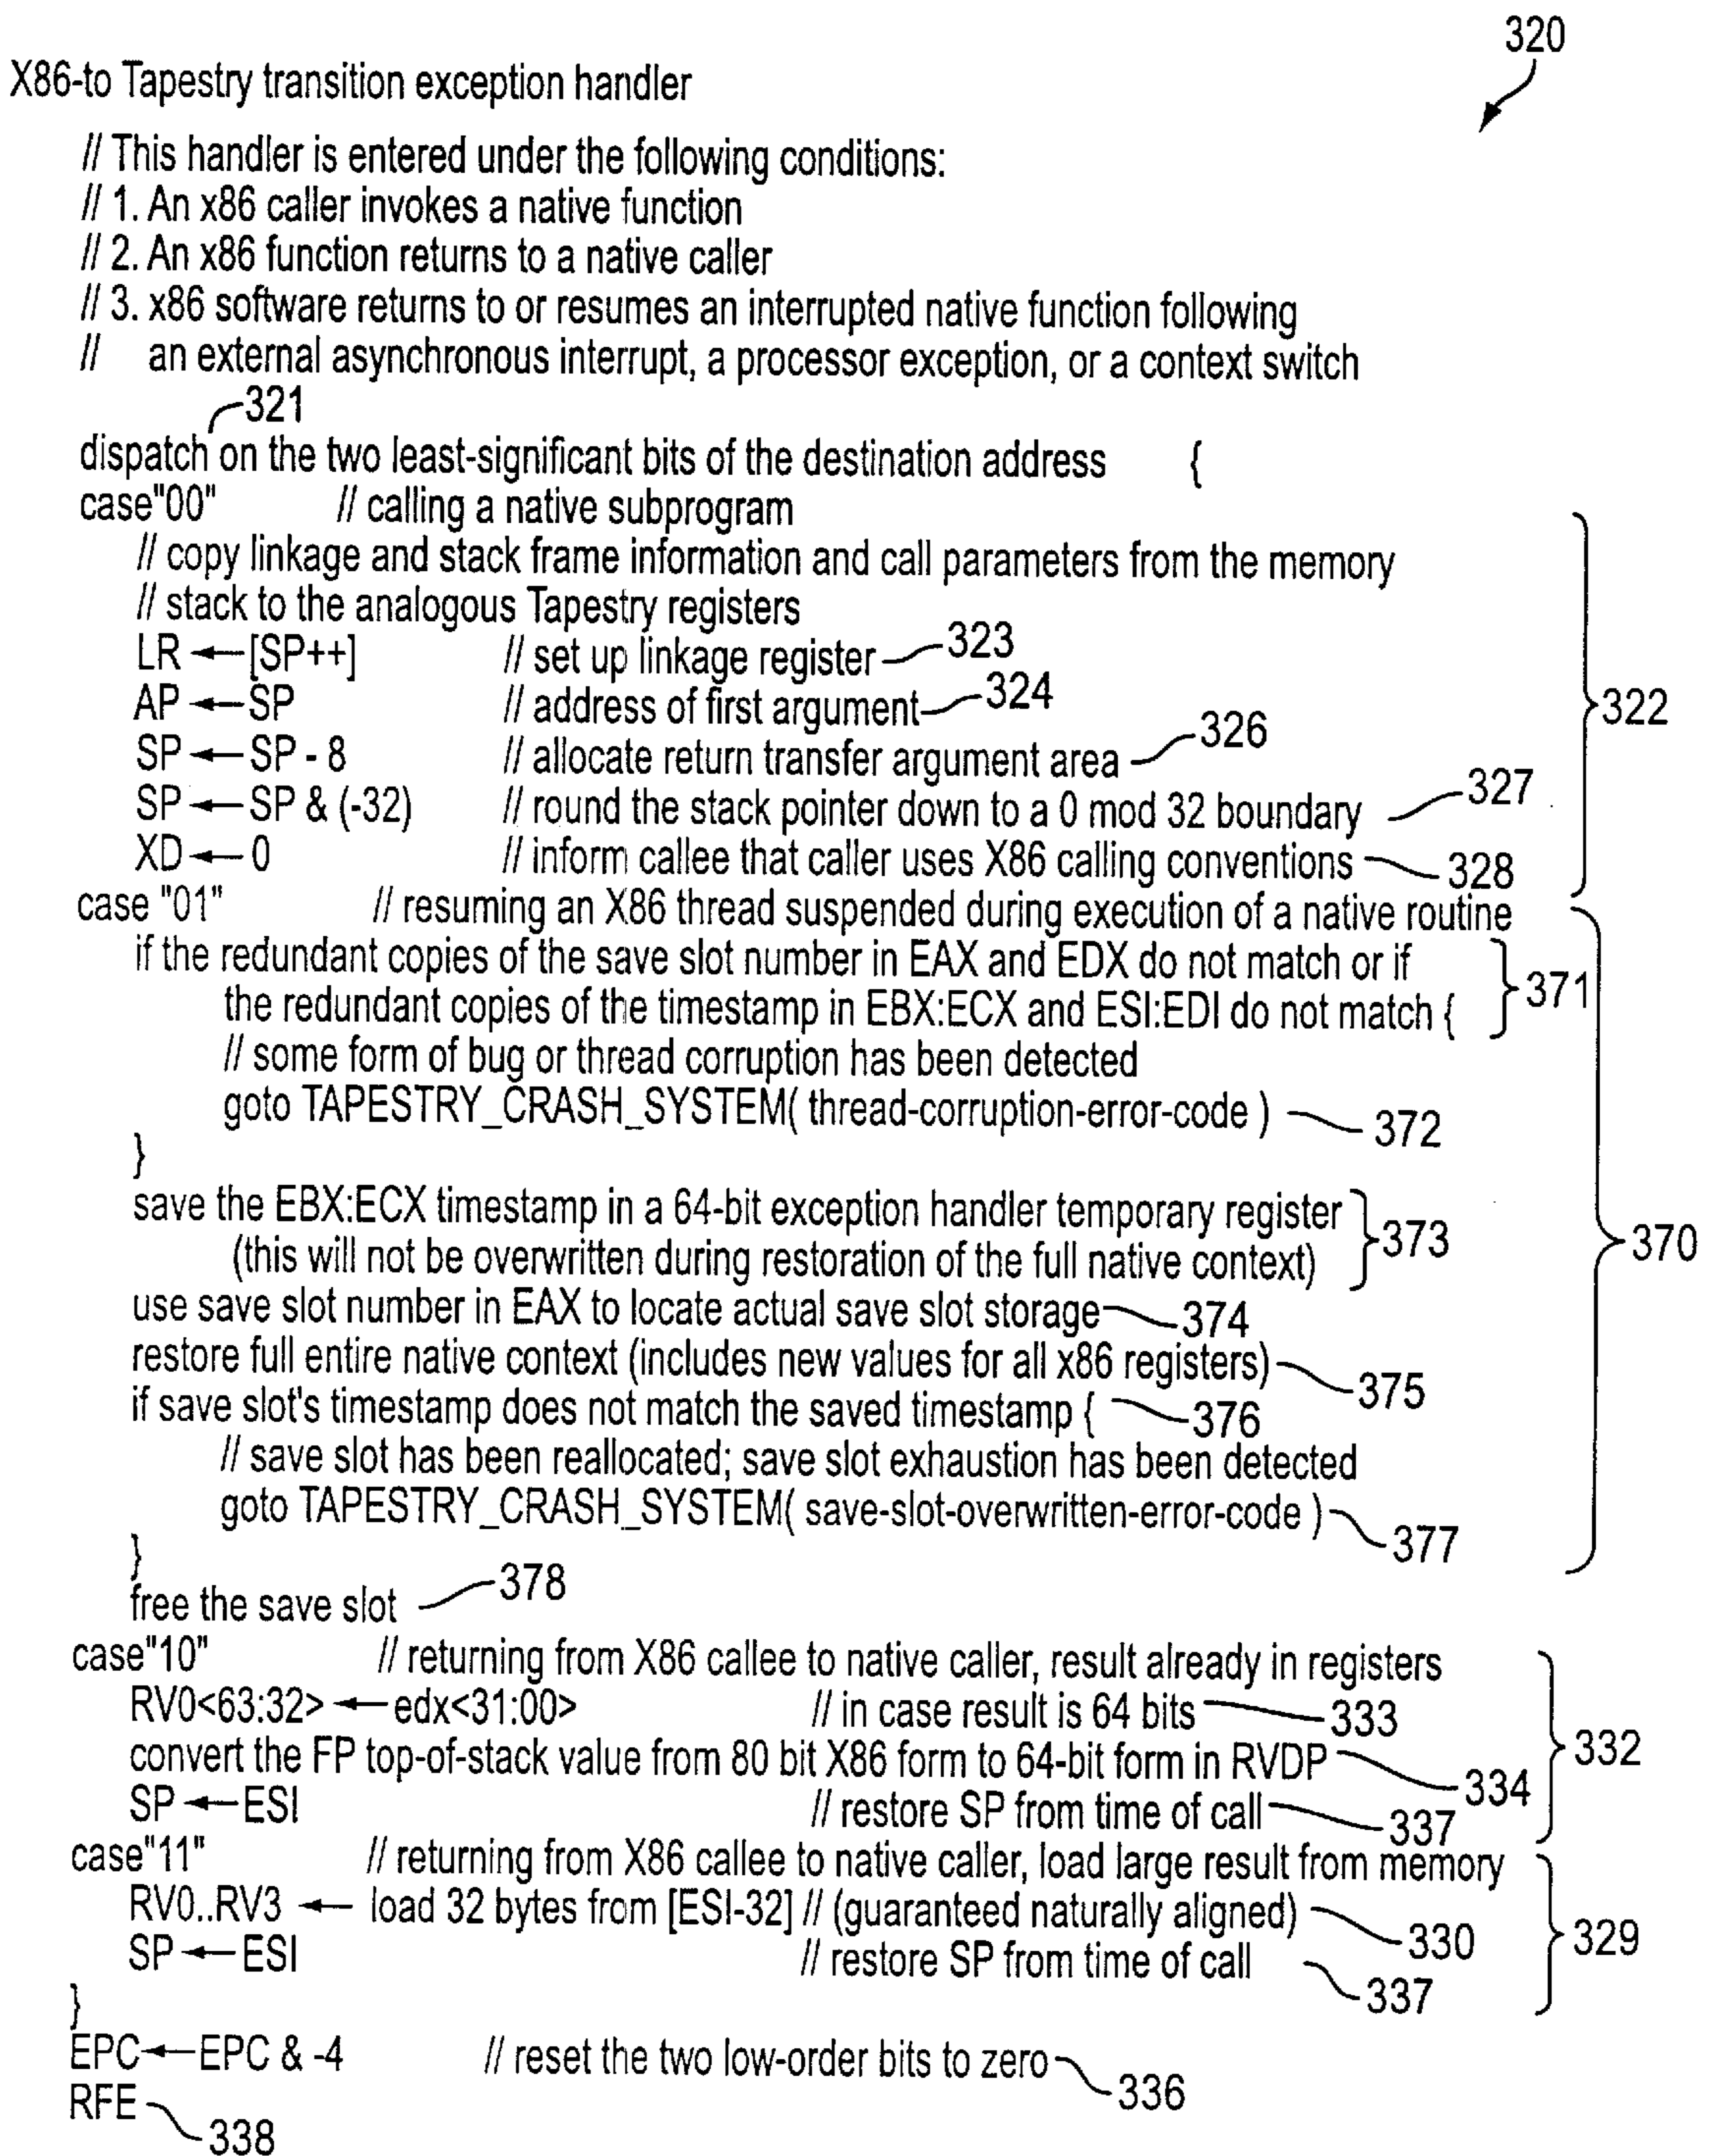 320
X86-to Tapestry transition exception handler
// This handler is entered under the following conditions:
// 1. An x86 caller invokes a native function
// 2. An x86 function returns to a native caller
// 3. x86 software returns to or resumes an interrupted native function following
// an external asynchronous interrupt, a processor exception, or a context switch
321
dispatch on the two least-significant bits of the destination address {
case"00" // calling a native subprogram
// copy linkage and stack frame information and call parameters from the memory
// stack to the analogous Tapestry registers
LR ← [SP++] // set up linkage register 323
AP ← SP // address of first argument 324
322
SP ← SP - 8 // allocate return transfer argument area 326
SP ← SP & (-32) // round the stack pointer down to a 0 mod 32 boundary 327
XD ← 0 // inform callee that caller uses X86 calling conventions 328
case "01" // resuming an X86 thread suspended during execution of a native routine
if the redundant copies of the save slot number in EAX and EDX do not match or if
371
the redundant copies of the timestamp in EBX:ECX and ESI:EDI do not match {
// some form of bug or thread corruption has been detected
goto TAPESTRY_CRASH_SYSTEM( thread-corruption-error-code ) 372
}
save the EBX:ECX timestamp in a 64-bit exception handler temporary register
373
370
(this will not be overwritten during restoration of the full native context)
use save slot number in EAX to locate actual save slot storage 374
restore full entire native context (includes new values for all x86 registers) 375
if save slot's timestamp does not match the saved timestamp { 376
// save slot has been reallocated; save slot exhaustion has been detected
goto TAPESTRY_CRASH_SYSTEM( save-slot-overwritten-error-code ) 377
}
free the save slot 378
case"10" // returning from X86 callee to native caller, result already in registers
RV0<63:32> ← edx<31:00> // in case result is 64 bits 333
332
convert the FP top-of-stack value from 80 bit X86 form to 64-bit form in RVDP 334
SP ← ESI // restore SP from time of call 337
case"11" // returning from X86 callee to native caller, load large result from memory
RV0..RV3 ← load 32 bytes from [ESI-32] // (guaranteed naturally aligned) 330
329
SP ← ESI // restore SP from time of call 337
}
EPC ← EPC & -4 // reset the two low-order bits to zero 336
RFE 338